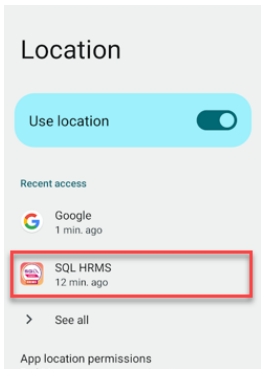 Location
Use location
Recent access
Google
1 min. ago
SQL HRMS
12 min. ago
See all
App location permissions